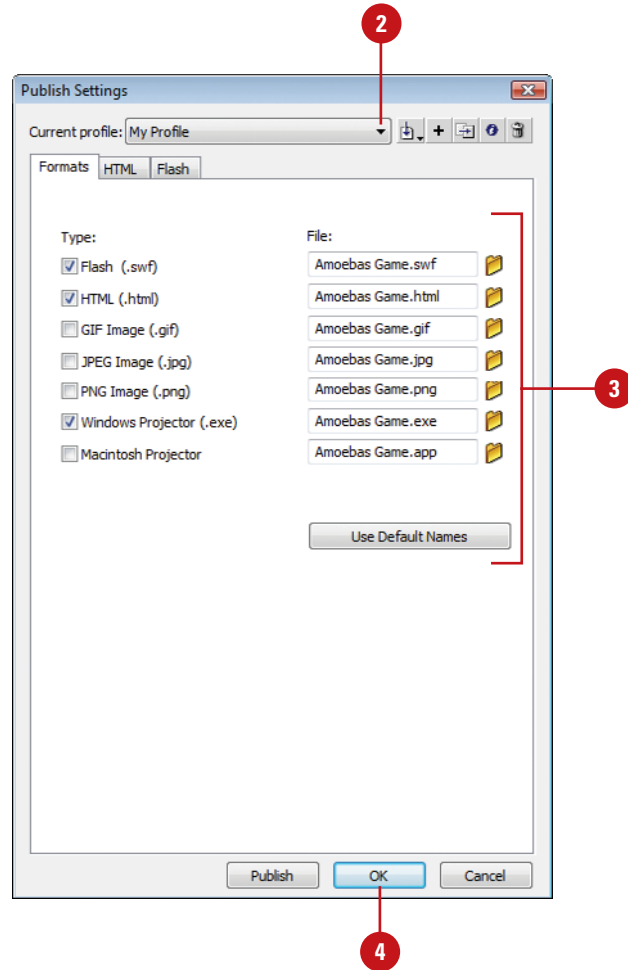 2
Publish Settings
Current profile: My Profile
Formats HTML Flash
Type: File:
Flash (.swf) Amoebas Game.swf
HTML (.html) Amoebas Game.html
GIF Image (.gif) Amoebas Game.gif
JPEG Image (.jpg) Amoebas Game.jpg
PNG Image (.png) Amoebas Game.png
3
Windows Projector (.exe) Amoebas Game.exe
Macintosh Projector Amoebas Game.app
Use Default Names
Publish OK Cancel
4